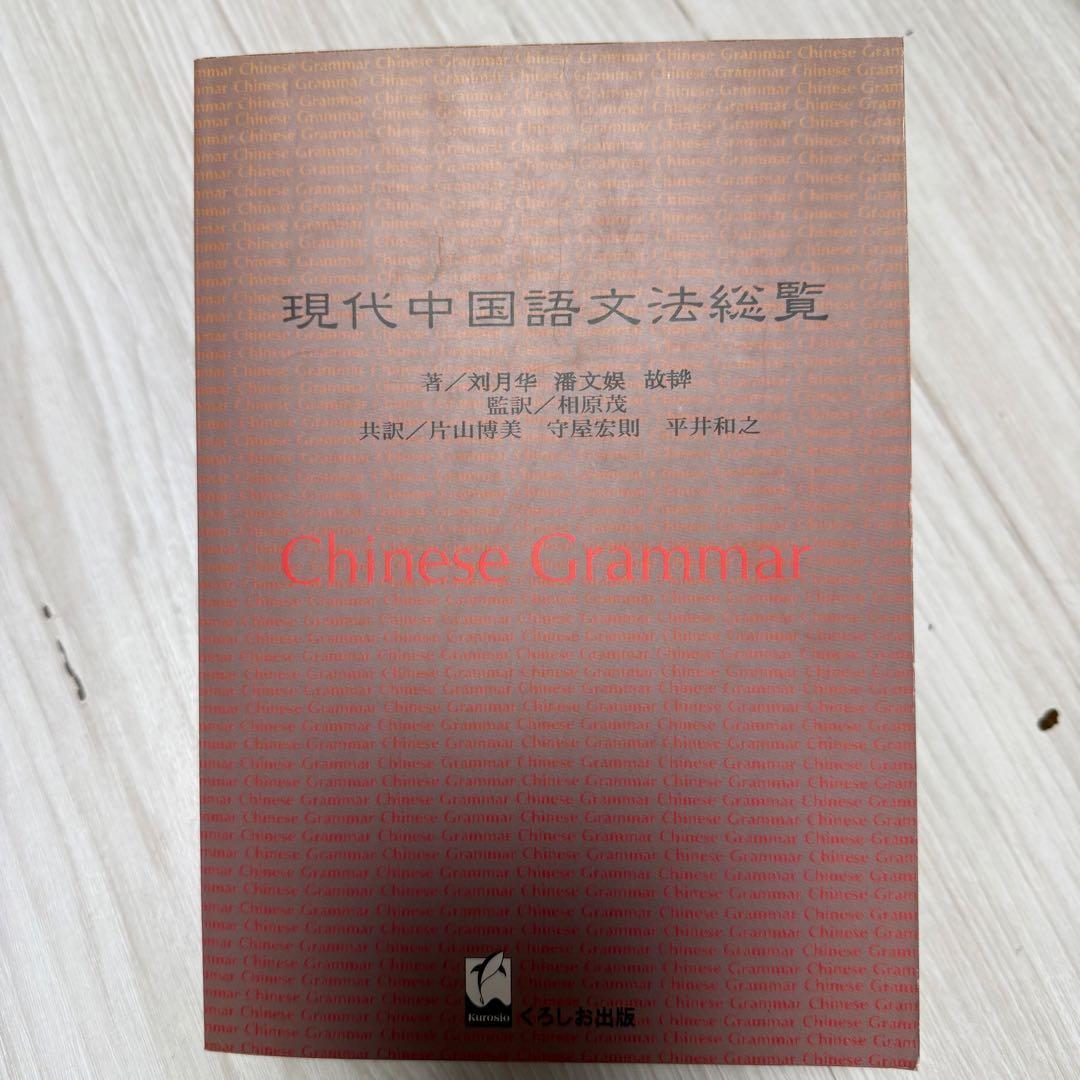 現代中国語文法総覧
著／刘月华 潘文娱 故韡
監訳／相原茂
共訳／片山博美 守屋宏則 平井和之
Chinese Grammar
Kurosio くろしお出版